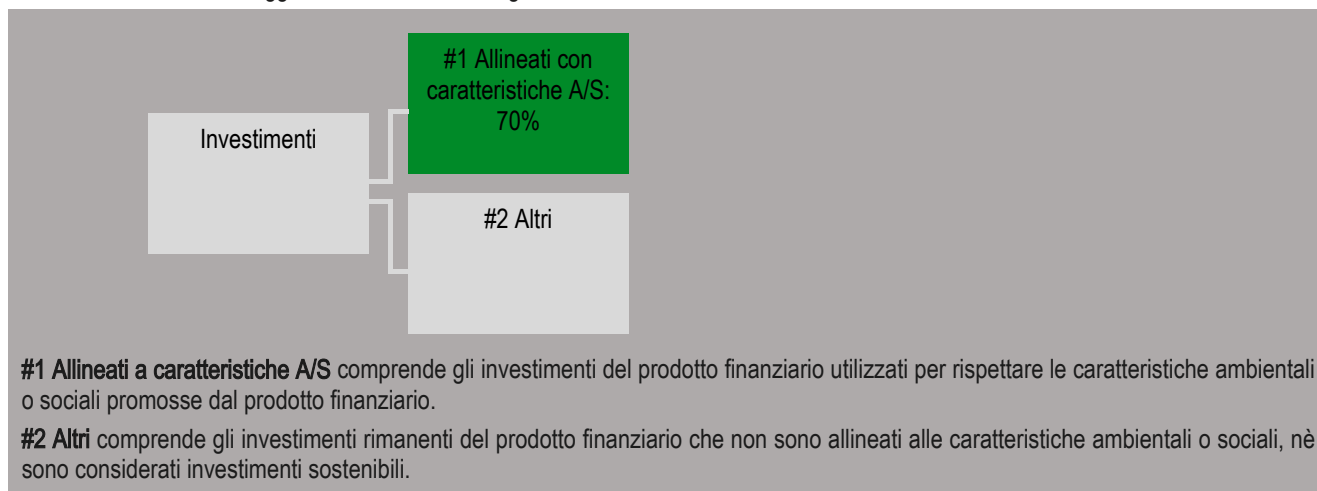 #1 Allineati con
caratteristiche A/S:
70%
Investimenti
#2 Altri
#1 Allineati a caratteristiche A/S comprende gli investimenti del prodotto finanziario utilizzati per rispettare le caratteristiche ambientali
o sociali promosse dal prodotto finanziario.
#2 Altri comprende gli investimenti rimanenti del prodotto finanziario che non sono allineati alle caratteristiche ambientali o sociali, nè
sono considerati investimenti sostenibili.